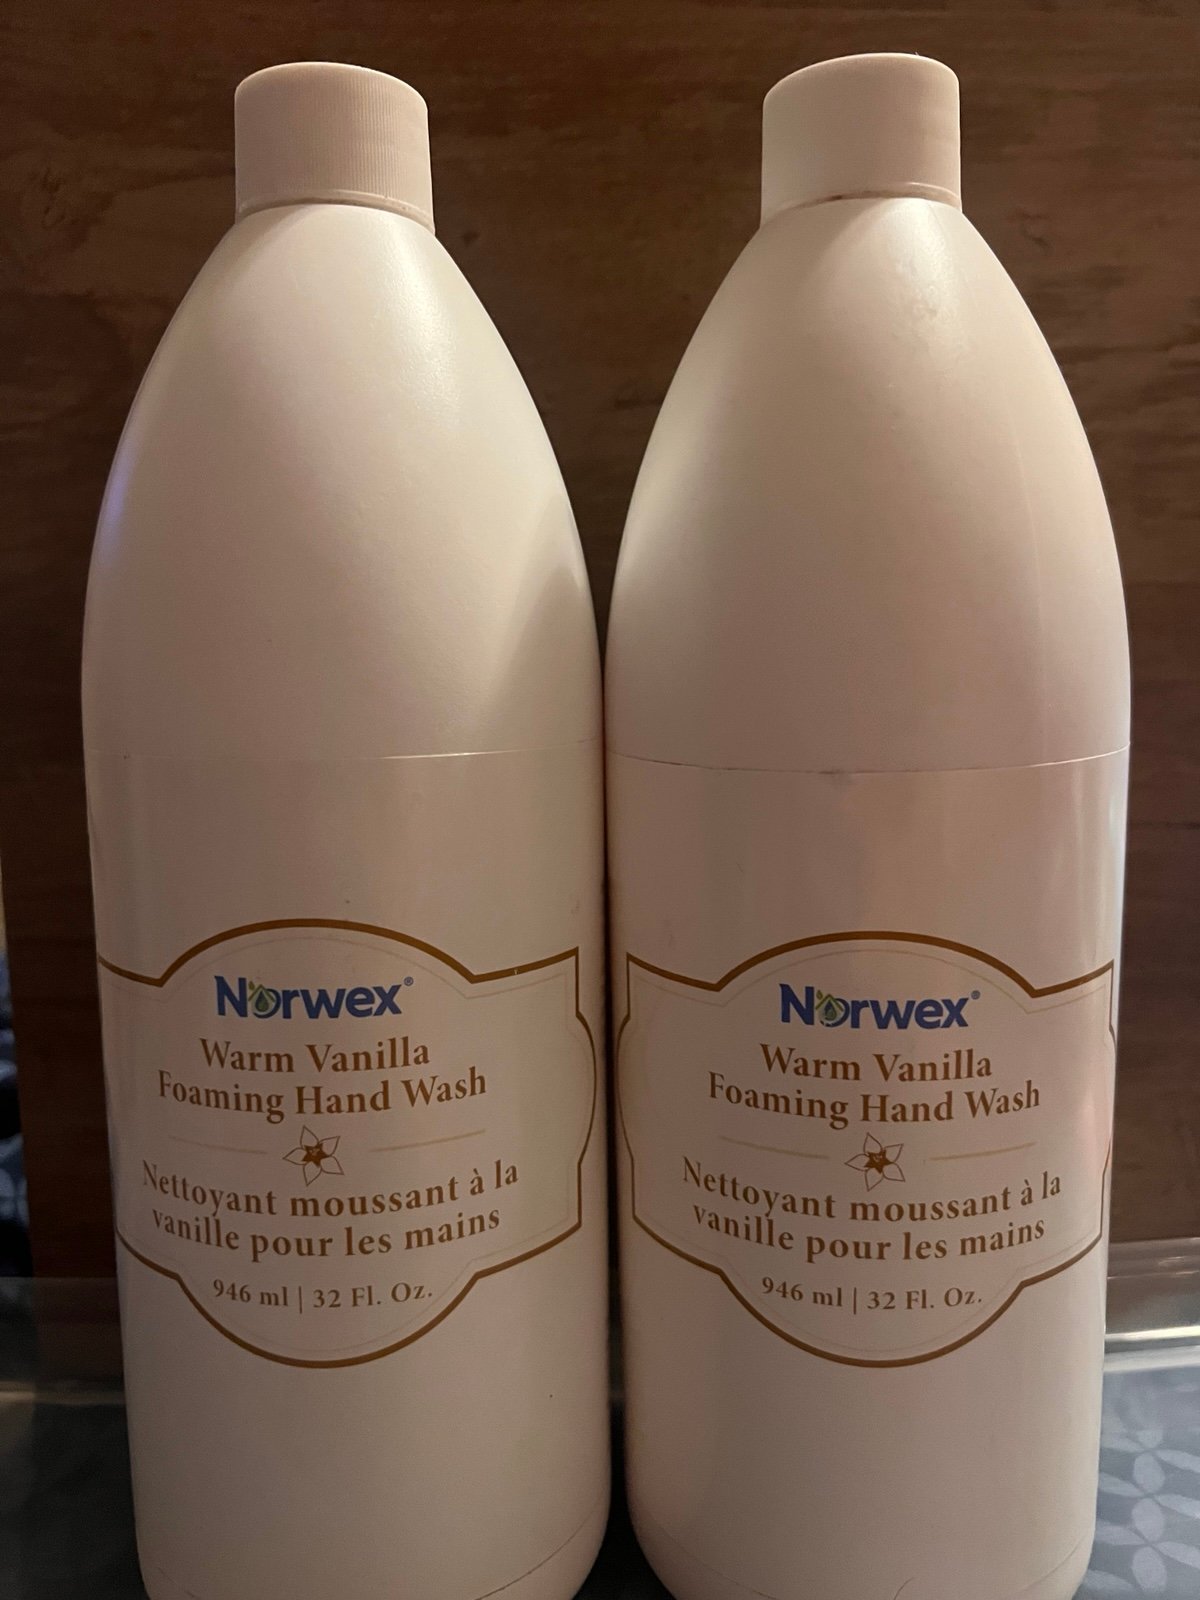 Norwex®
Warm Vanilla
Foaming Hand Wash
Nettoyant moussant à la
vanille pour les mains
946 ml | 32 Fl. Oz.
Norwex®
Warm Vanilla
Foaming Hand Wash
Nettoyant moussant à la
vanille pour les mains
946 ml | 32 Fl. Oz.